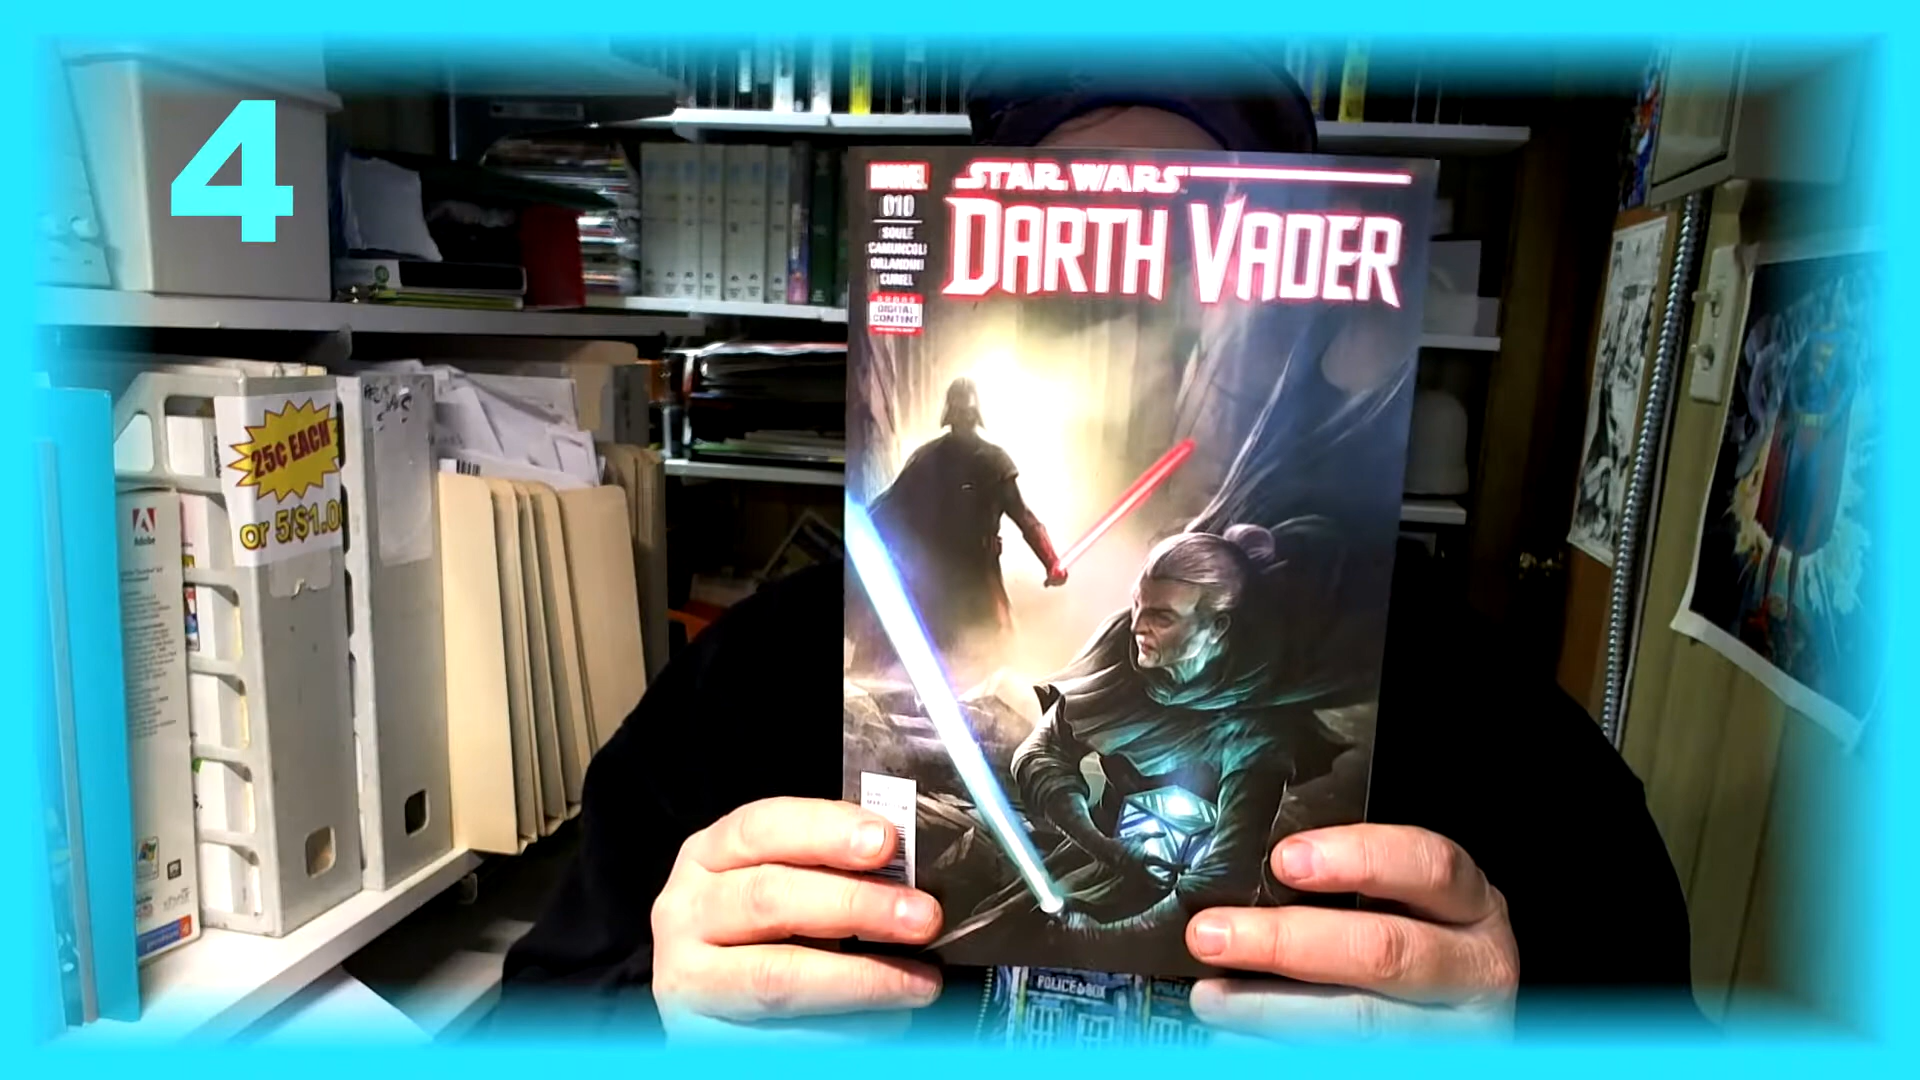 4
MARVEL
010
SOULE
CAMUNCOLI
ORLANDINI
CURIEL
DIGITAL
CONTENT
STAR WARS
DARTH VADER
25¢ EACH
or 5/$1.0
Adobe
POLICE BOX